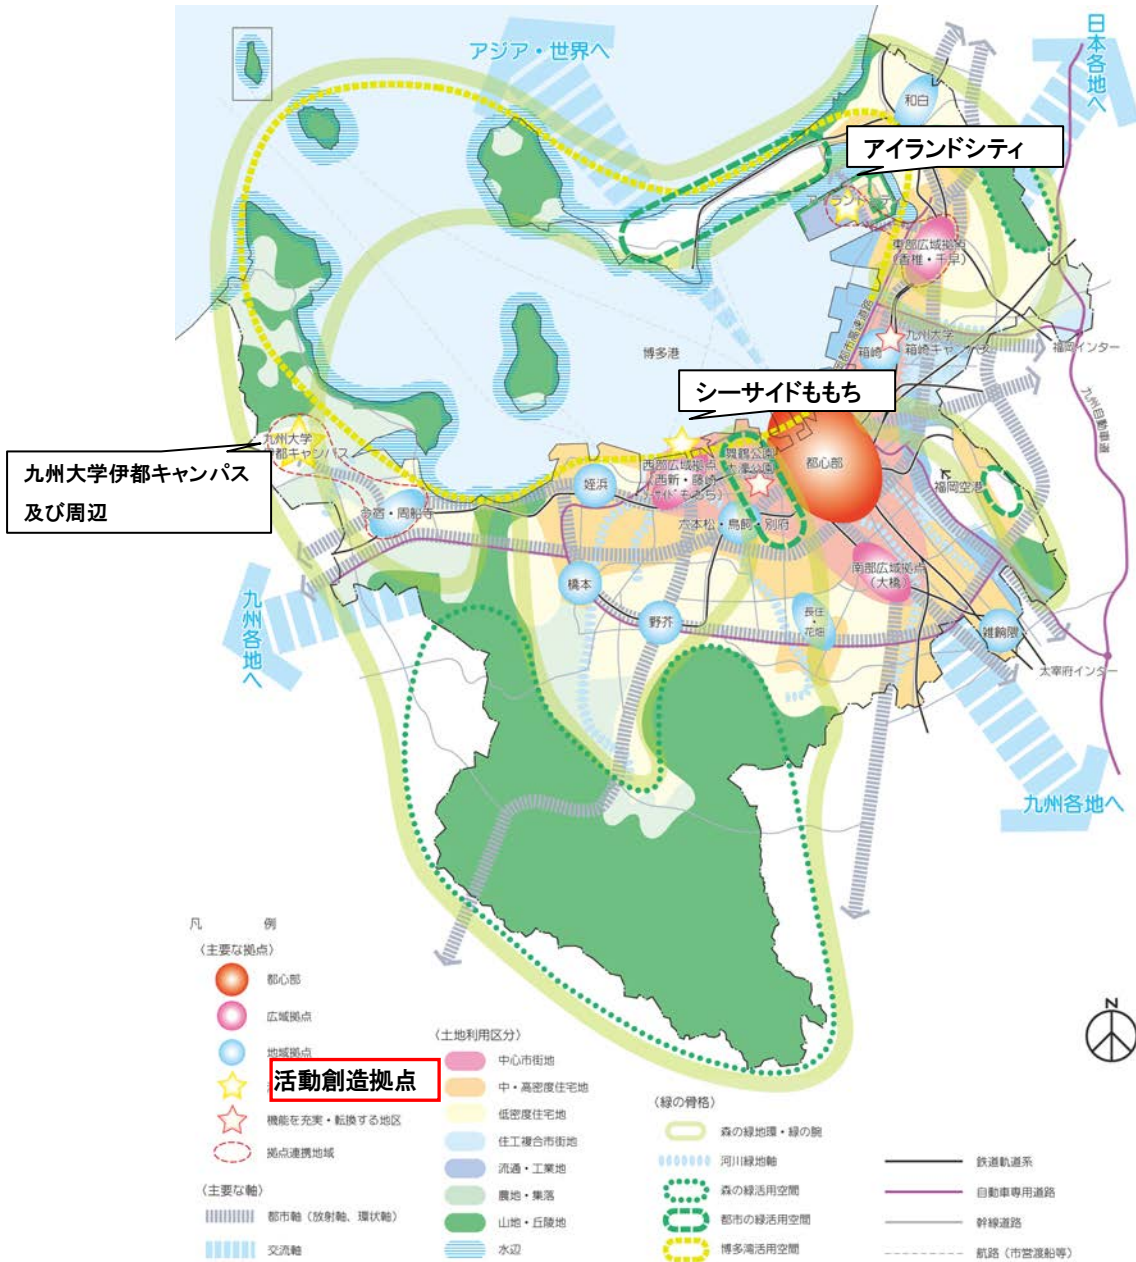 アジア・世界へ
日本各地へ
和白
アイランドシティ
東部広域拠点
(香椎・千早)
九州大学
箱崎キャンパス
箱崎
福岡インター
博多港
九州自動車道
シーサイドももち
九州大学
伊都キャンパス
九州大学伊都キャンパス
及び周辺
今宿・周船寺
姪浜
西部広域拠点
(西新・藤崎・
シーサイドももち)
舞鶴公園
大濠公園
都心部
福岡空港
六本松・鳥飼・別府
南部広域拠点
(大橋)
橋本
野芥
長住
・
花畑
雑餉隈
太宰府インター
九州各地へ
九州各地へ
凡 例
〈主要な拠点〉
都心部
広域拠点
地域拠点
活動創造拠点
機能を充実・転換する地区
拠点連携地域
〈主要な軸〉
都市軸(放射軸、環状軸)
交流軸
〈土地利用区分〉
中心市街地
中・高密度住宅地
低密度住宅地
住工複合市街地
流通・工業地
農地・集落
山地・丘陵地
水辺
〈緑の骨格〉
森の緑地環・緑の腕
河川緑地軸
森の緑活用空間
都市の緑活用空間
博多湾活用空間
鉄道軌道系
自動車専用道路
幹線道路
航路(市営渡船等)
N